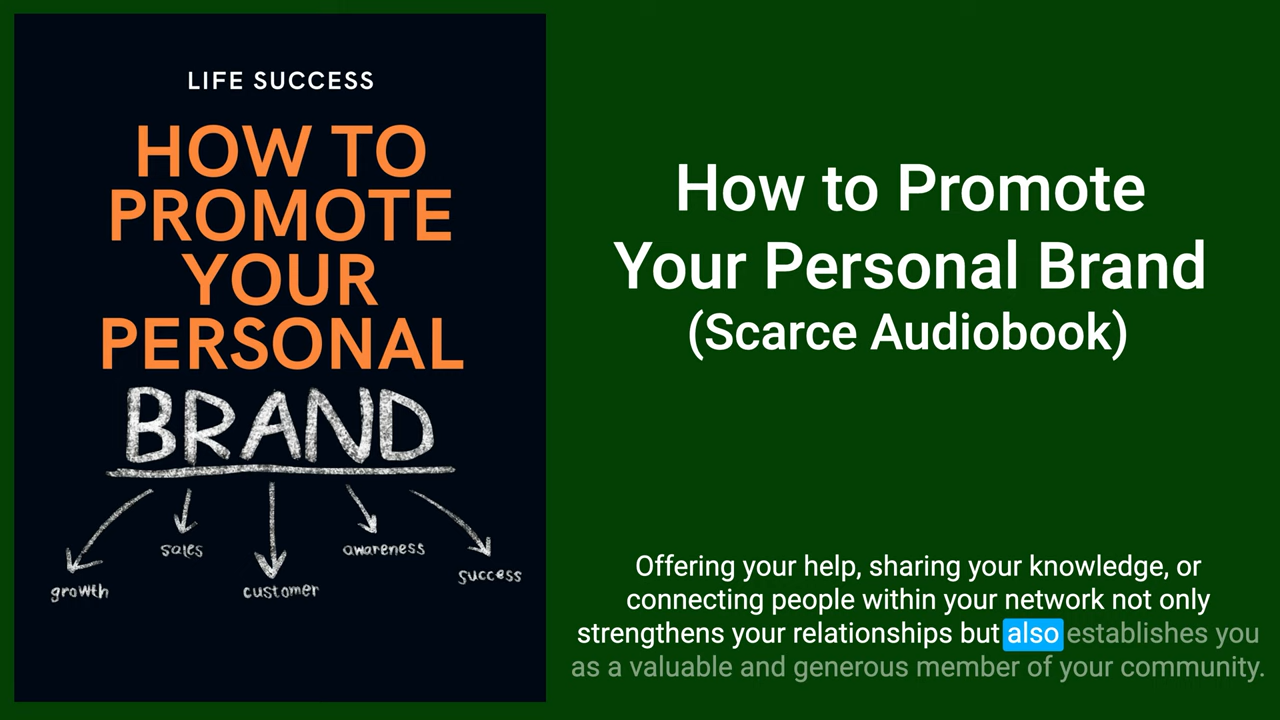 LIFE SUCCESS
HOW TO
PROMOTE
YOUR
PERSONAL
BRAND
growth
sales
customer
awareness
success
How to Promote
Your Personal Brand
(Scarce Audiobook)
Offering your help, sharing your knowledge, or
connecting people within your network not only
strengthens your relationships but also establishes you
as a valuable and generous member of your community.